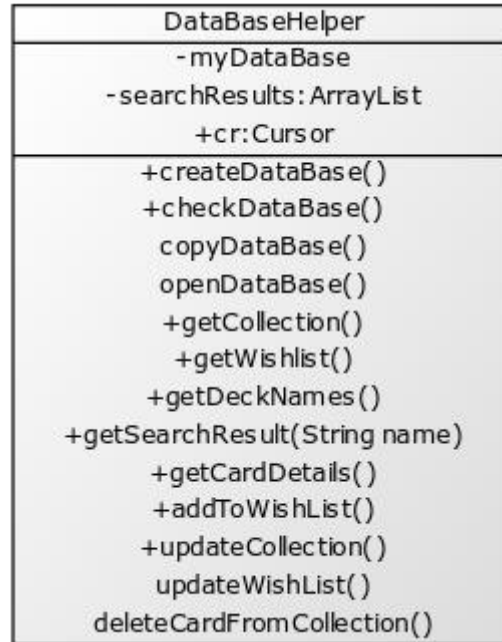 DataBaseHelper
-myDataBase
-searchResults:ArrayList
+cr:Cursor
+createDataBase()
+checkDataBase()
copyDataBase()
openDataBase()
+getCollection()
+getWishlist()
+getDeckNames()
+getSearchResult(String name)
+getCardDetails()
+addToWishList()
+updateCollection()
updateWishList()
deleteCardFromCollection()